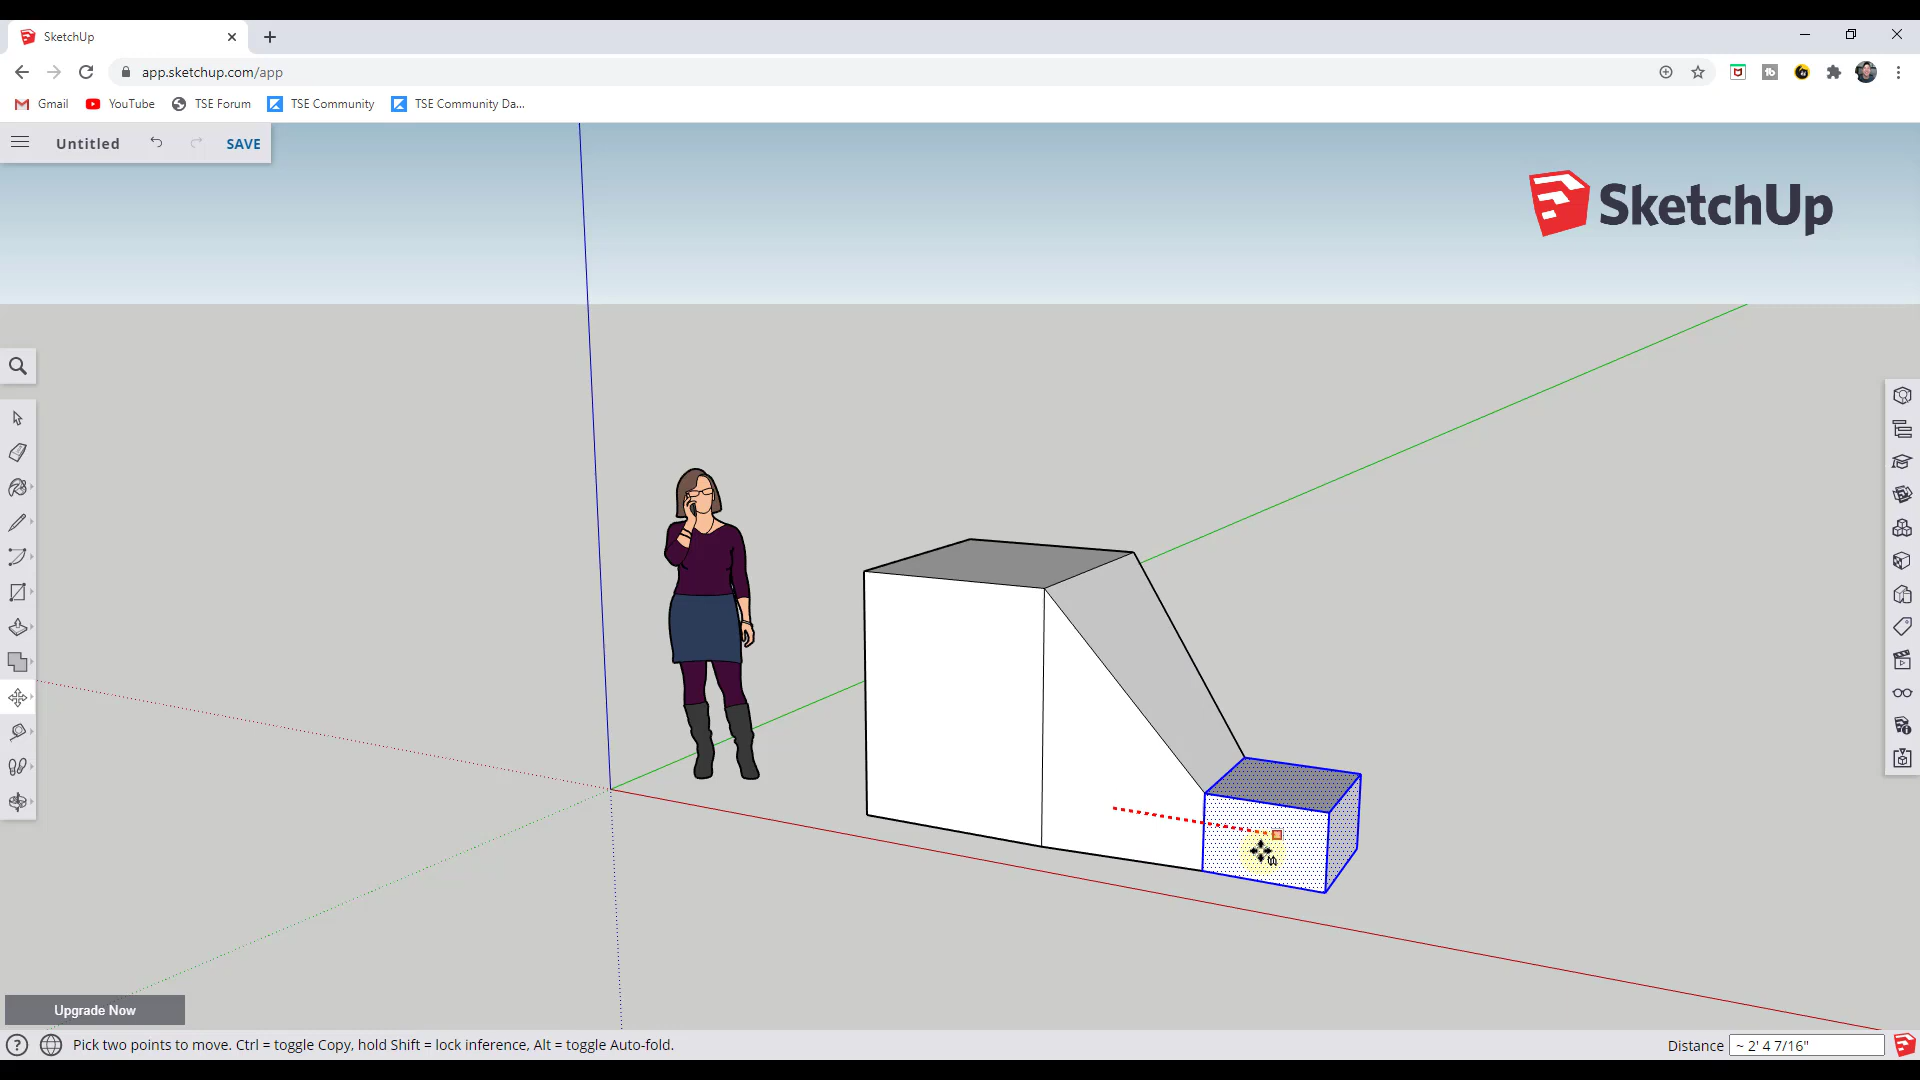 SketchUp
app.sketchup.com/app
Gmail YouTube TSE Forum TSE Community TSE Community Da...
Untitled SAVE
SketchUp
Upgrade Now
Pick two points to move. Ctrl = toggle Copy, hold Shift = lock inference, Alt = toggle Auto-fold.
Distance ~ 2' 4 7/16"